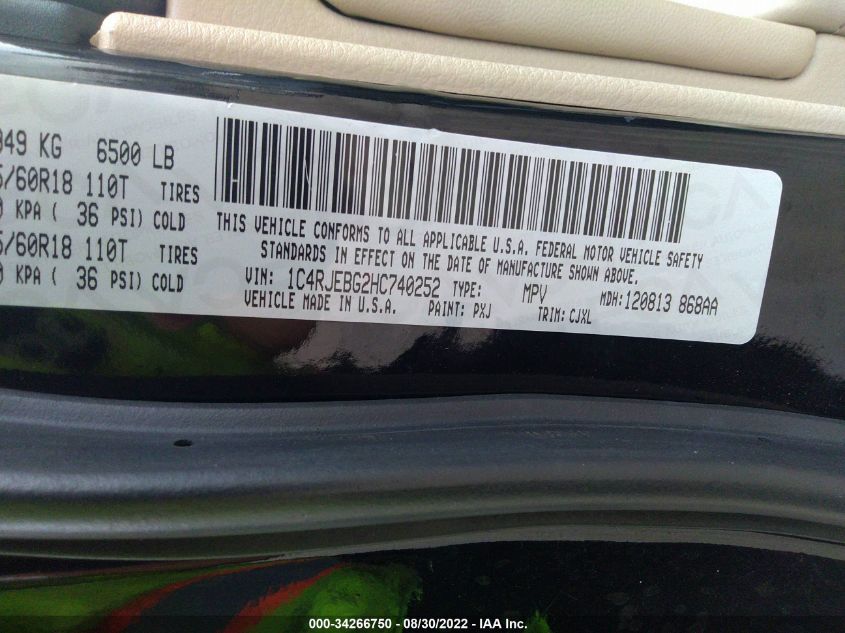 949 KG 6500 LB
5/60R18 110T TIRES
0 KPA ( 36 PSI) COLD
5/60R18 110T TIRES
0 KPA ( 36 PSI) COLD
THIS VEHICLE CONFORMS TO ALL APPLICABLE U.S.A. FEDERAL MOTOR VEHICLE SAFETY
STANDARDS IN EFFECT ON THE DATE OF MANUFACTURE SHOWN ABOVE.
VIN: 1C4RJEBG2HC740252 TYPE: MPV MDH: 120813 868AA
VEHICLE MADE IN U.S.A. PAINT: PXJ TRIM: CJXL
000-34266750 - 08/30/2022 - IAA Inc.